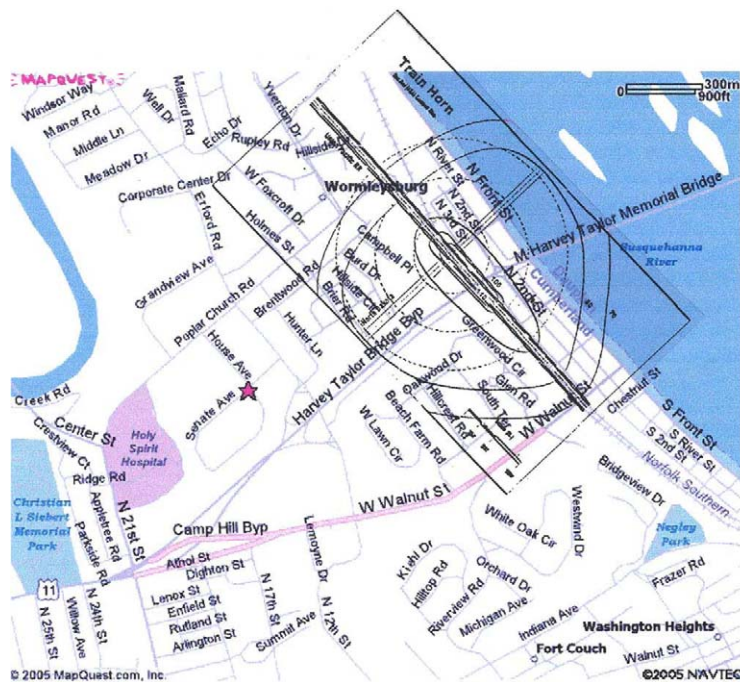 MAPQUEST
300m
900ft
Train Horn
Windsor Way
Manor Rd
Middle Ln
Meadow Dr
Well Dr
Mallard Rd
Echo Dr
Yverdon Dr
Rupley Rd
Hillside Dr
Corporate Center Dr
Wormleysburg
N River St
N Front St
N 2nd St
N 3rd St
M Harvey Taylor Memorial Bridge
W Foxcroft Dr
Holmes St
Erford Rd
Campbell Pl
Burd Dr
Hillside Cir
Brier Rd
Susquehanna
River
Grandview Ave
Poplar Church Rd
Brentwood Rd
Hunter Ln
Harvey Taylor Bridge Byp
N 2nd St
Cumberland
House Ave
Senate Ave
Greenwood Cir
Oakwood Dr
Glen Rd
Hillcrest Rd
W Walnut St
Chestnut St
S Front St
S River St
S 2nd St
Norfolk Southern
Creek Rd
Center St
Crestview Ct
Ridge Rd
Appletree Rd
Parkside Rd
Holy
Spirit
Hospital
N 21st St
W Lawn Cir
Beach Farm Rd
Christian
L Siebert
Memorial
Park
Camp Hill Byp
W Walnut St
Bridgeview Dr
Westwand Dr
White Oak Cir
Negley
Park
11
Athol St
Dighton St
Lenox St
Enfield St
Rutland St
Arlington St
N 25th St
Willow Ave
N 24th St
N 17th St
Summit Ave
Lemoyne Dr
N 12th St
Kiehl Dr
Hilltop Rd
Riverview Rd
Orchard Dr
Michigan Ave
Indiana Ave
Frazer Rd
Washington Heights
Fort Couch
Walnut St
© 2005 MapQuest.com, Inc.
©2005 NAVTEQ